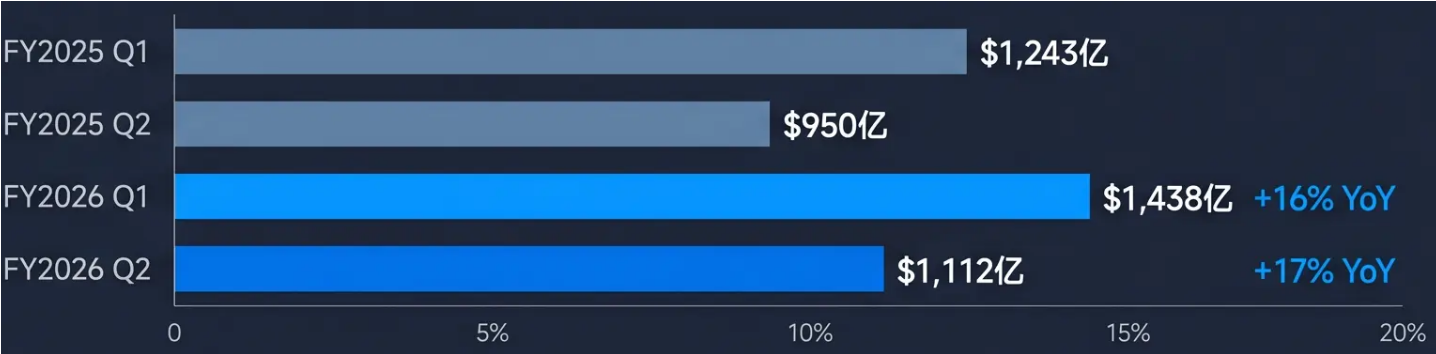 FY2025 Q1 $1,243亿
FY2025 Q2 $950亿
FY2026 Q1 $1,438亿 +16% YoY
FY2026 Q2 $1,112亿 +17% YoY
0 5% 10% 15% 20%